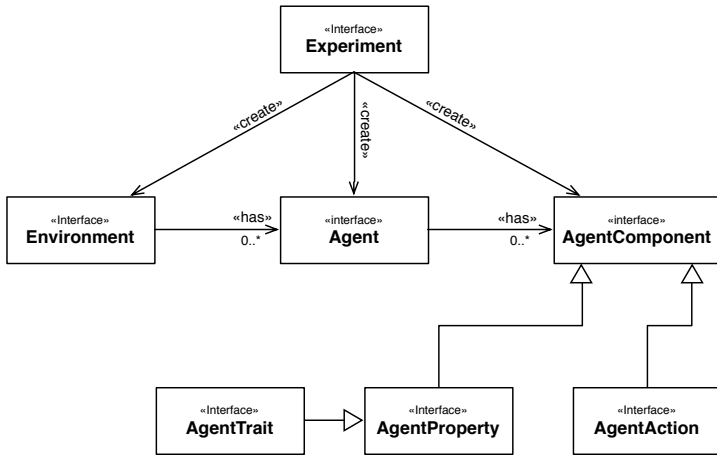 «Interface»
Experiment
«create»
«create»
«create»
«Interface»
Environment
«has»
0..*
«interface»
Agent
«has»
0..*
«interface»
AgentComponent
«Interface»
AgentTrait
«Interface»
AgentProperty
«Interface»
AgentAction